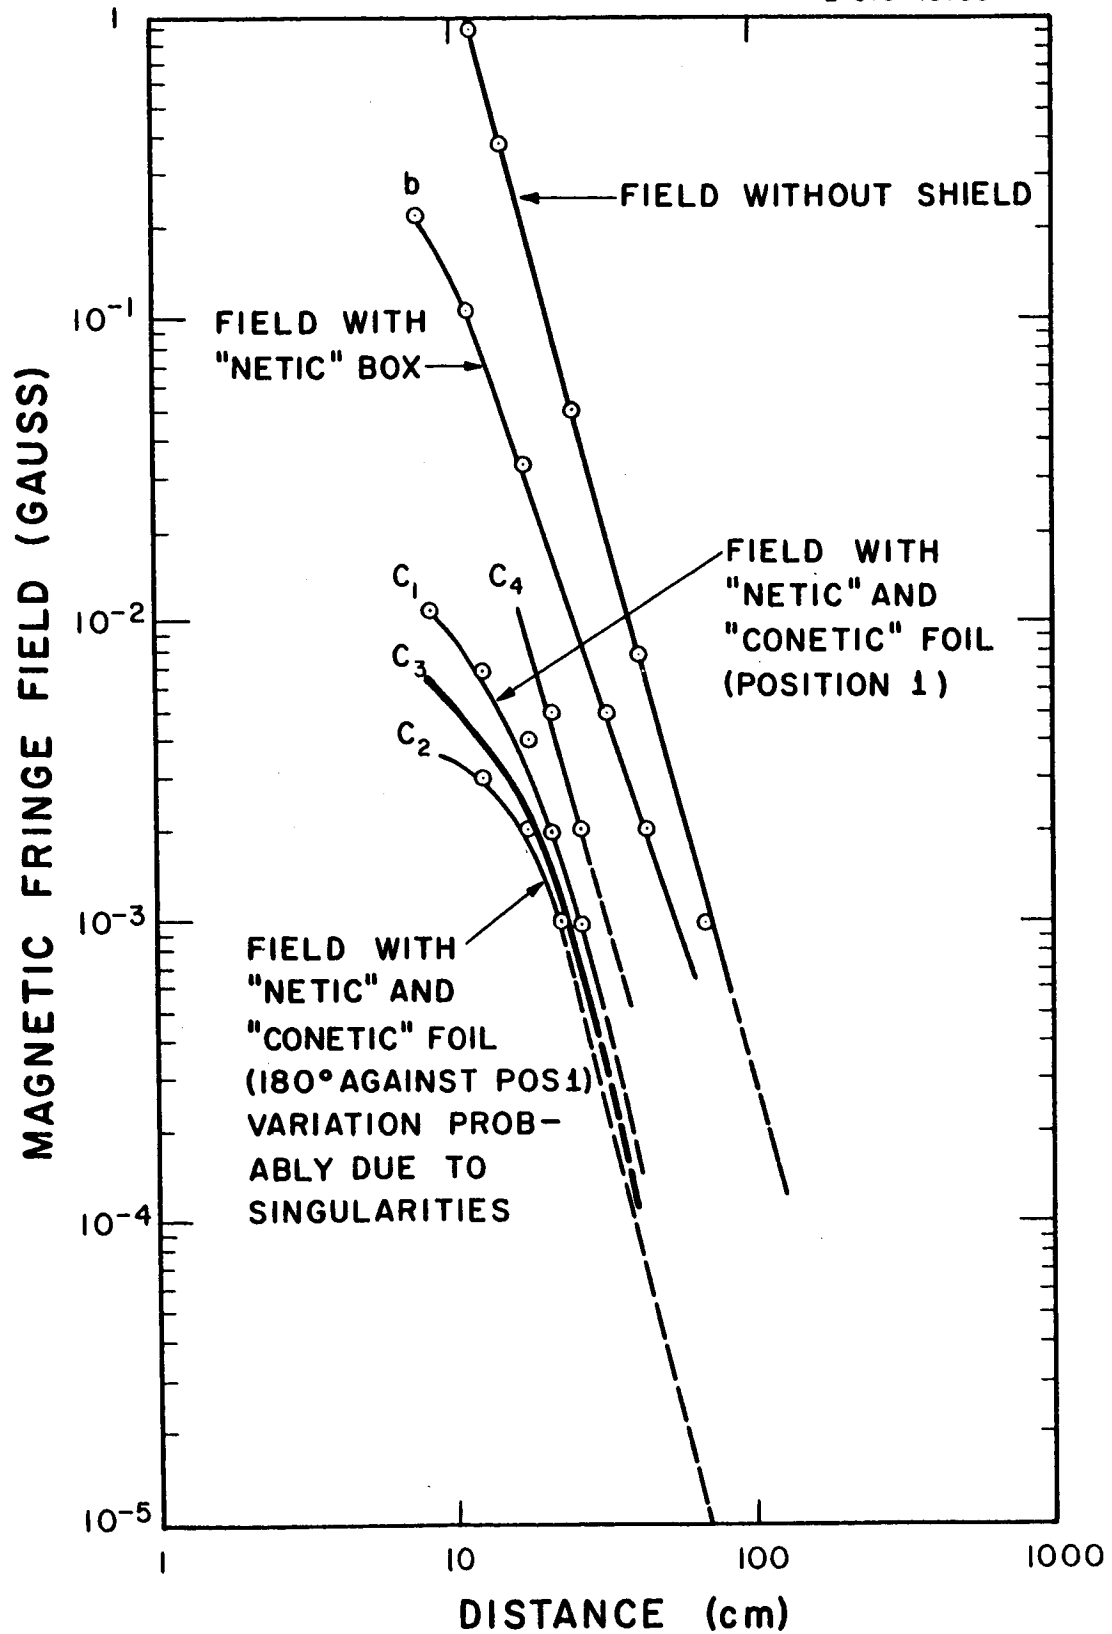 1
b
FIELD WITHOUT SHIELD
10-1
FIELD WITH
"NETIC" BOX
MAGNETIC FRINGE FIELD (GAUSS)
C1
C4
FIELD WITH
"NETIC" AND
"CONETIC" FOIL
(POSITION 1)
10-2
C3
C2
10-3
FIELD WITH
"NETIC" AND
"CONETIC" FOIL
(180° AGAINST POS1)
VARIATION PROB-
ABLY DUE TO
SINGULARITIES
10-4
10-5
1
10
100
1000
DISTANCE (cm)